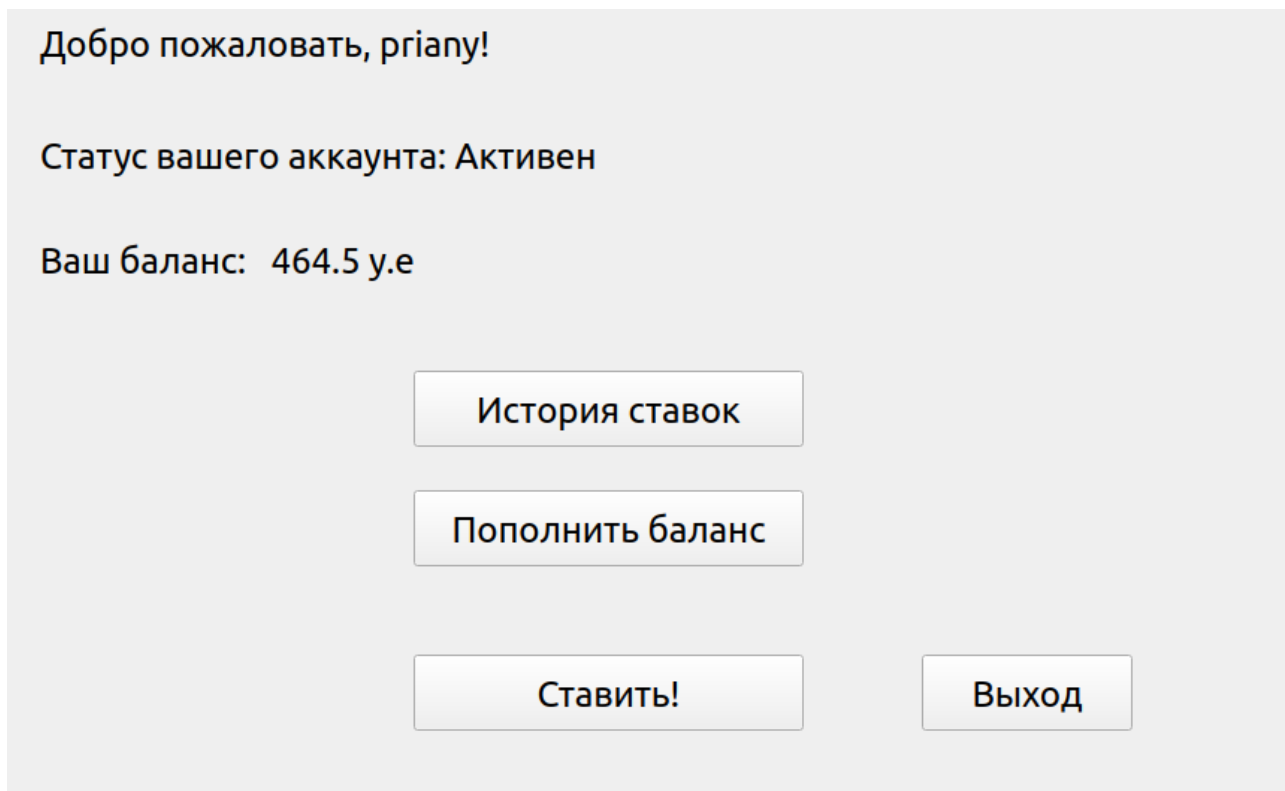 Добро пожаловать, priany!
Статус вашего аккаунта: Активен
Ваш баланс: 464.5 у.е
История ставок
Пополнить баланс
Ставить! Выход